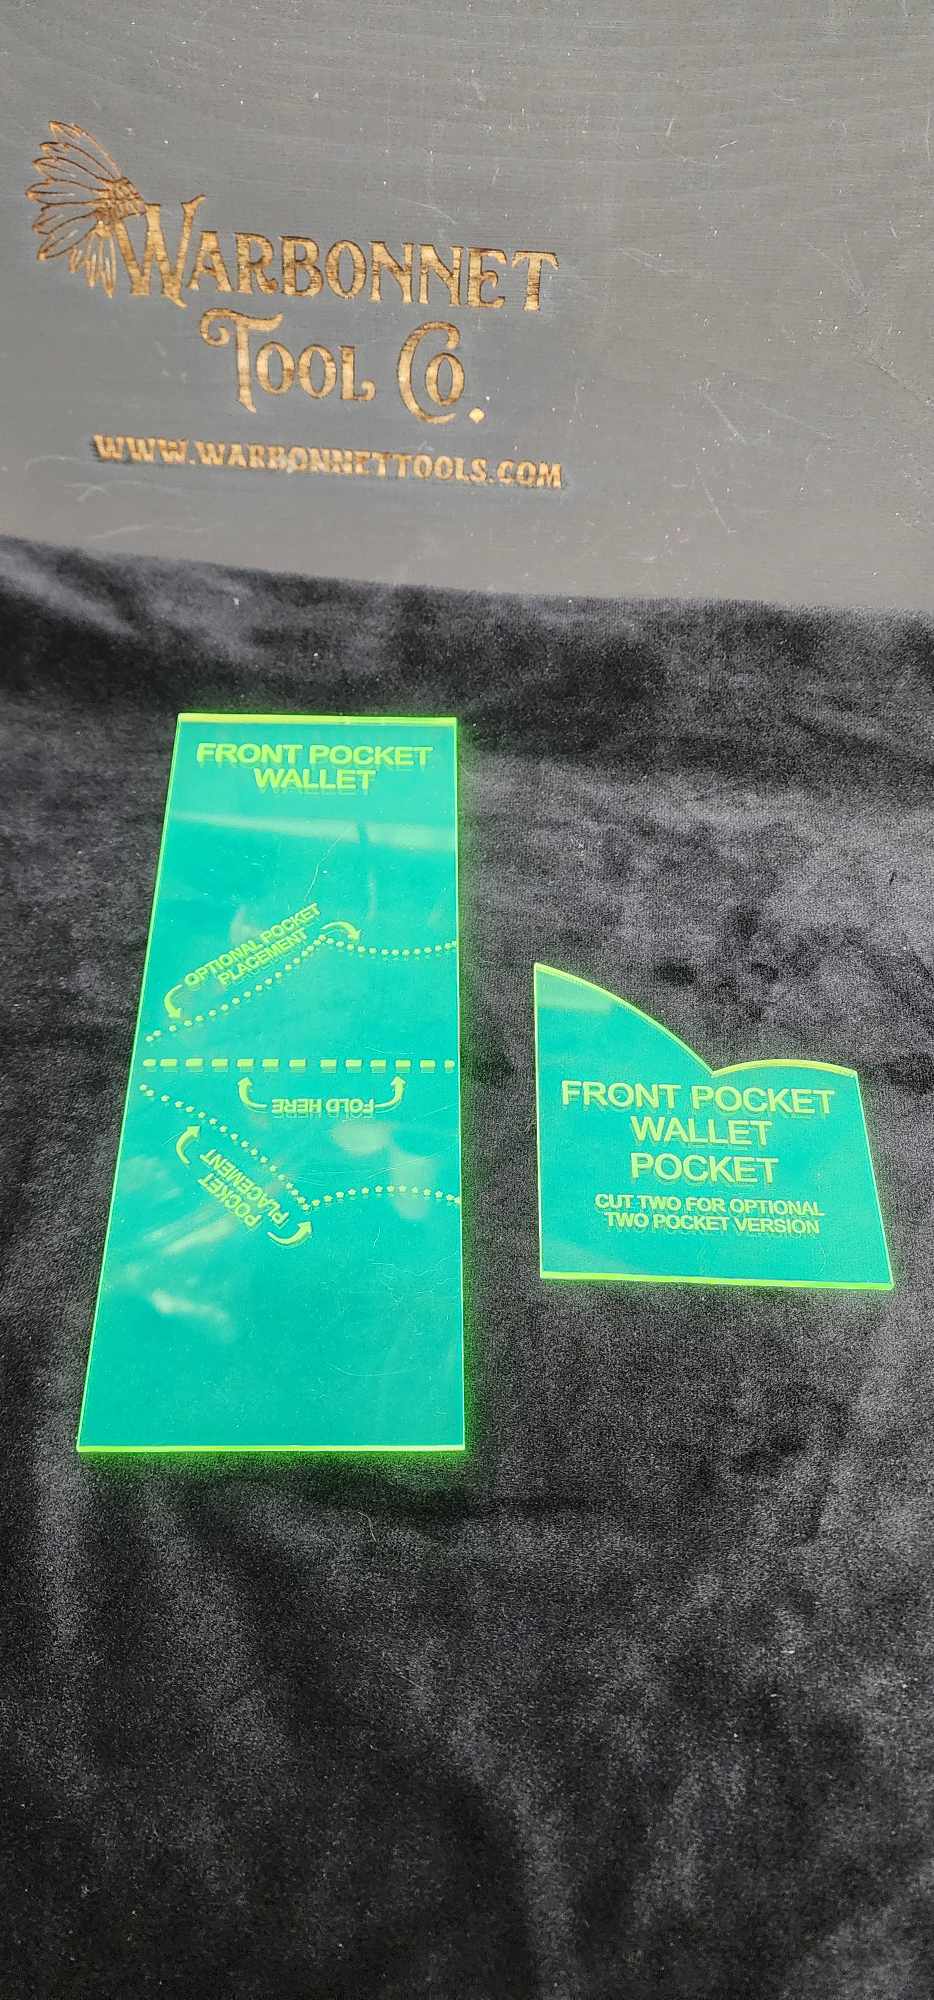 WARBONNET
TOOL CO.
WWW.WARBONNETTOOLS.COM
FRONT POCKET
WALLET
OPTIONAL POCKET
PLACEMENT
FOLD HERE
POCKET
PLACEMENT
FRONT POCKET
WALLET
POCKET
CUT TWO FOR OPTIONAL
TWO POCKET VERSION